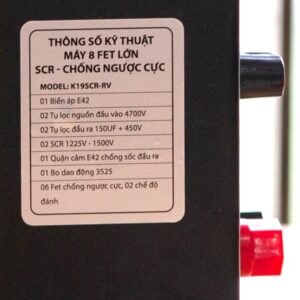 THÔNG SỐ KỸ THUẬT
MÁY 8 FET LỚN
SCR - CHỐNG NGƯỢC CỰC
MODEL: K19SCR-RV
01 Biến áp E42
02 Tụ lọc nguồn đầu vào 4700V
02 Tụ lọc đầu ra 150UF + 450V
02 SCR 1225V - 1500V
01 Quận cảm E42 chống sốc đầu ra
01 Bo dao động 3525
06 Fet chống ngược cực, 02 chế độ
đánh